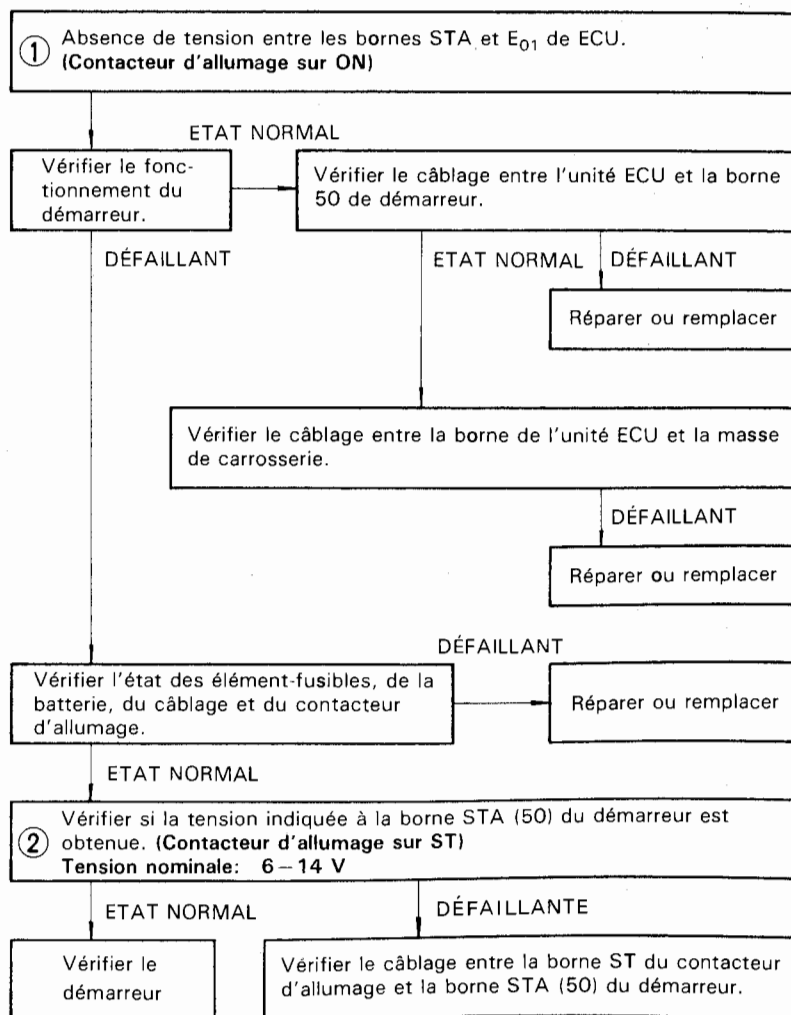 ① Absence de tension entre les bornes STA et E01 de ECU.
(Contacteur d'allumage sur ON)
ETAT NORMAL
Vérifier le fonc-
tionnement du
démarreur.
Vérifier le câblage entre l'unité ECU et la borne
50 de démarreur.
DÉFAILLANT
ETAT NORMAL
DÉFAILLANT
Réparer ou remplacer
Vérifier le câblage entre la borne de l'unité ECU et la masse
de carrosserie.
DÉFAILLANT
Réparer ou remplacer
DÉFAILLANT
Vérifier l'état des élément-fusibles, de la
batterie, du câblage et du contacteur
d'allumage.
Réparer ou remplacer
ETAT NORMAL
② Vérifier si la tension indiquée à la borne STA (50) du démarreur est
obtenue. (Contacteur d'allumage sur ST)
Tension nominale: 6–14 V
ETAT NORMAL
DÉFAILLANTE
Vérifier le
démarreur
Vérifier le câblage entre la borne ST du contacteur
d'allumage et la borne STA (50) du démarreur.